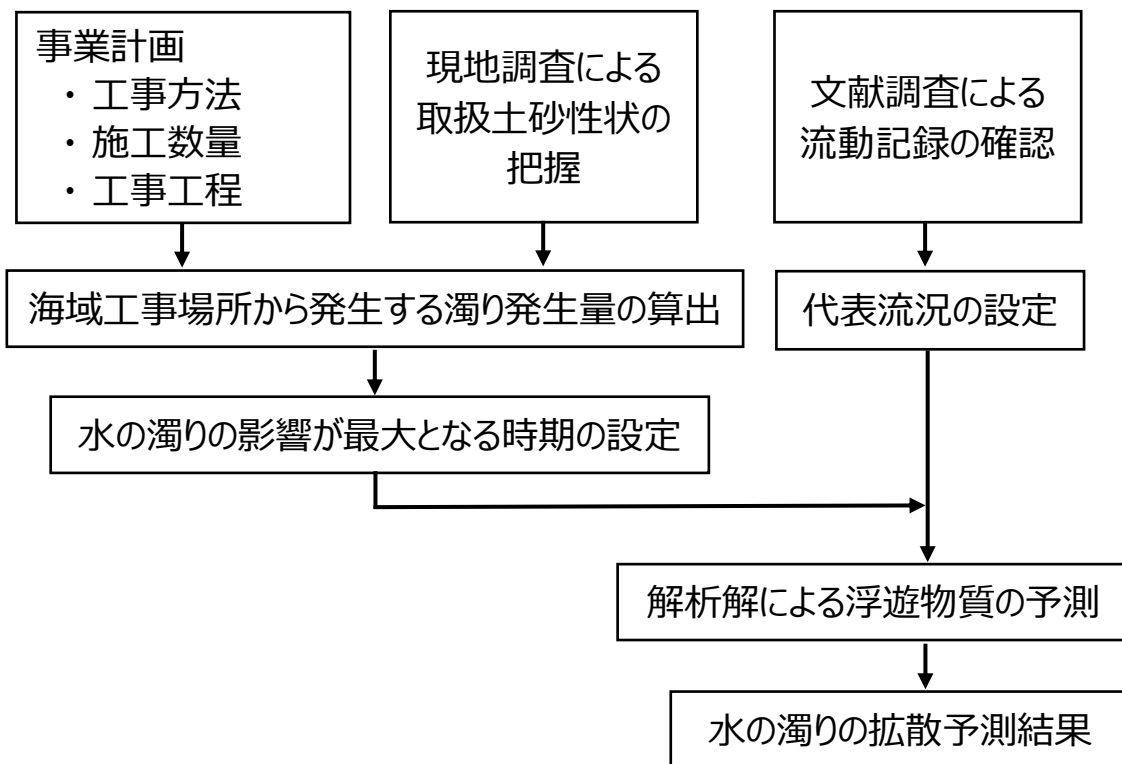 事業計画
・ 工事方法
・ 施工数量
・ 工事工程
現地調査による
取扱土砂性状の
把握
文献調査による
流動記録の確認
海域工事場所から発生する濁り発生量の算出
代表流況の設定
水の濁りの影響が最大となる時期の設定
解析解による浮遊物質の予測
水の濁りの拡散予測結果